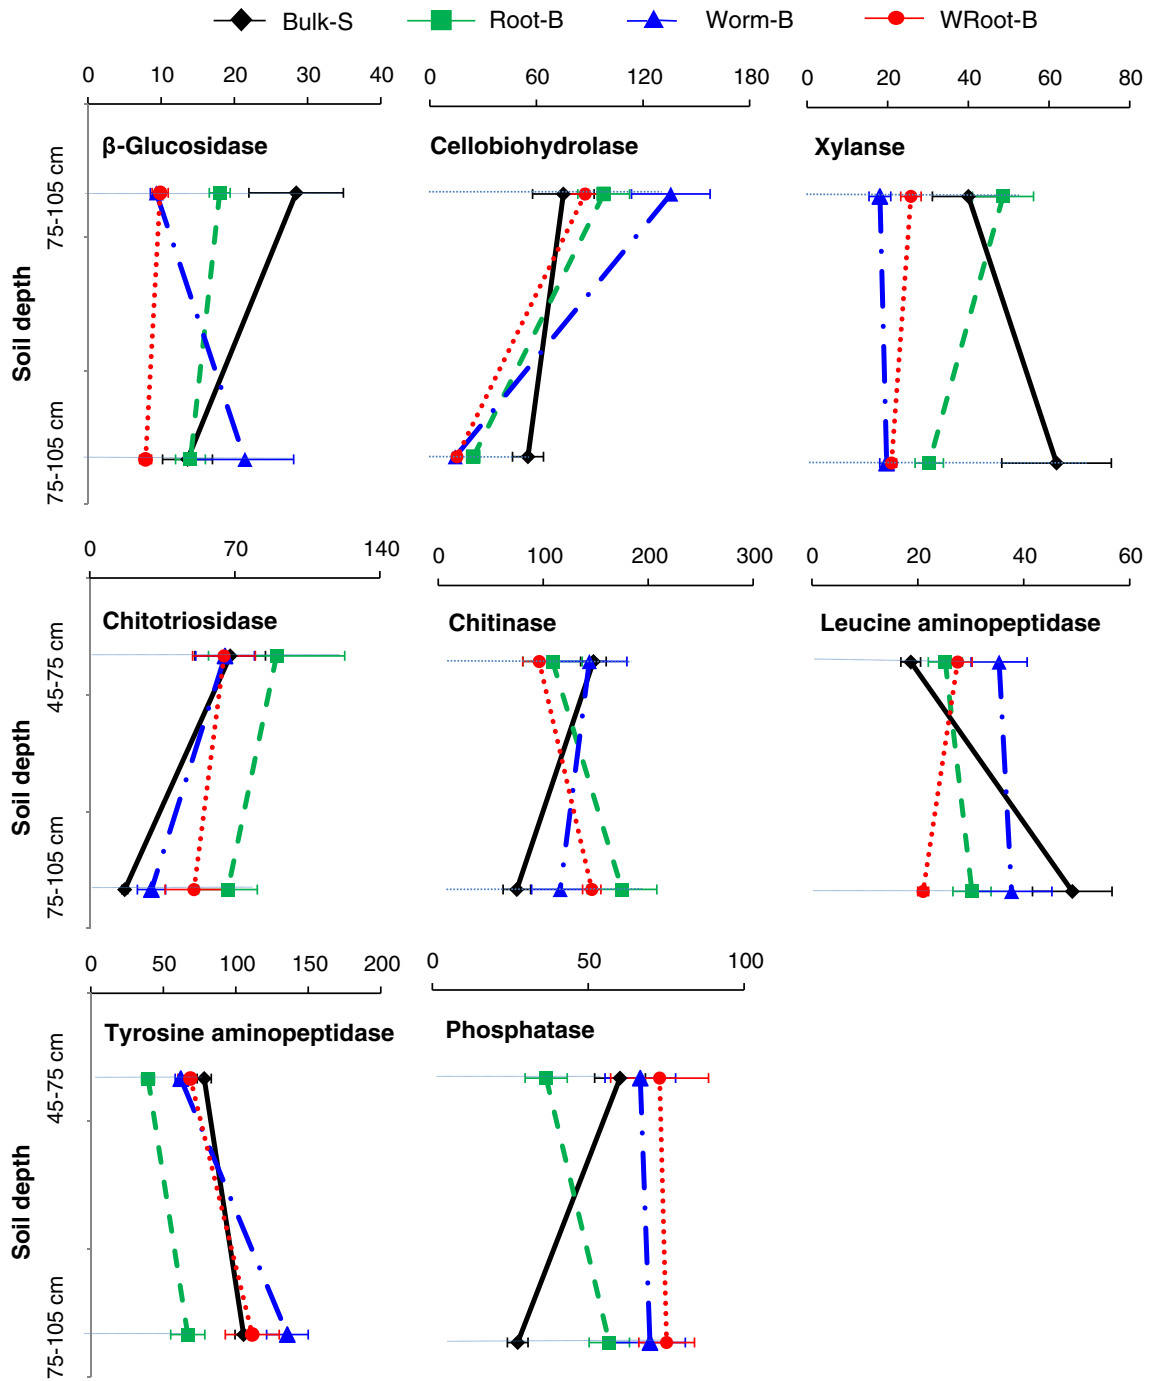 Bulk-S Root-B Worm-B WRoot-B
0 10 20 30 40
0 60 120 180
0 20 40 60 80
β-Glucosidase
Cellobiohydrolase
Xylanse
75-105 cm
Soil depth
75-105 cm
0 70 140
0 100 200 300
0 20 40 60
Chitotriosidase
Chitinase
Leucine aminopeptidase
45-75 cm
Soil depth
75-105 cm
0 50 100 150 200
0 50 100
Tyrosine aminopeptidase
Phosphatase
45-75 cm
Soil depth
75-105 cm